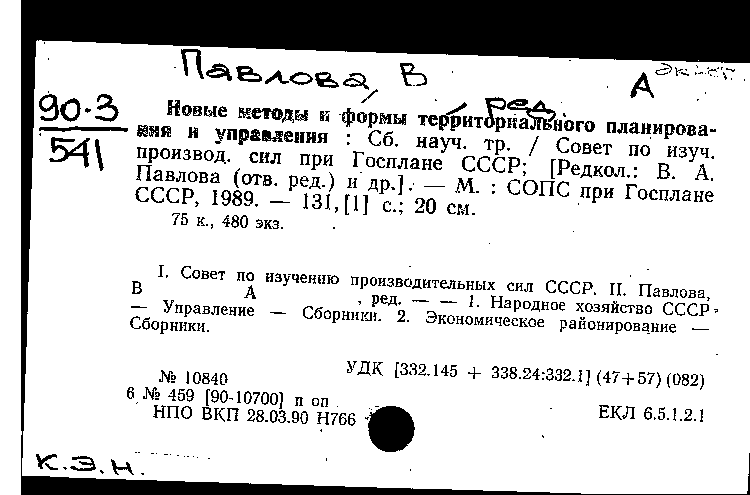 Павлова, В А экз.
ред.
90-3
541
Новые методы и формы территориального планирова-
ния и управления : Сб. науч. тр. / Совет по изуч.
производ. сил при Госплане СССР; [Редкол.: В. А.
Павлова (отв. ред.) и др.]. — М. : СОПС при Госплане
СССР, 1989. — 131,[1] с.; 20 см.
75 к., 480 экз.
I. Совет по изучению производительных сил СССР. II. Павлова,
В А , ред. — — 1. Народное хозяйство СССР
— Управление — Сборники. 2. Экономическое районирование —
Сборники.
УДК [332.145 + 338.24:332.1] (47+57) (082)
№ 10840
6 № 459 [90-10700] п оп
НПО ВКП 28.03.90 Н766
ЕКЛ 6.5.1.2.1
К.Э.Н.